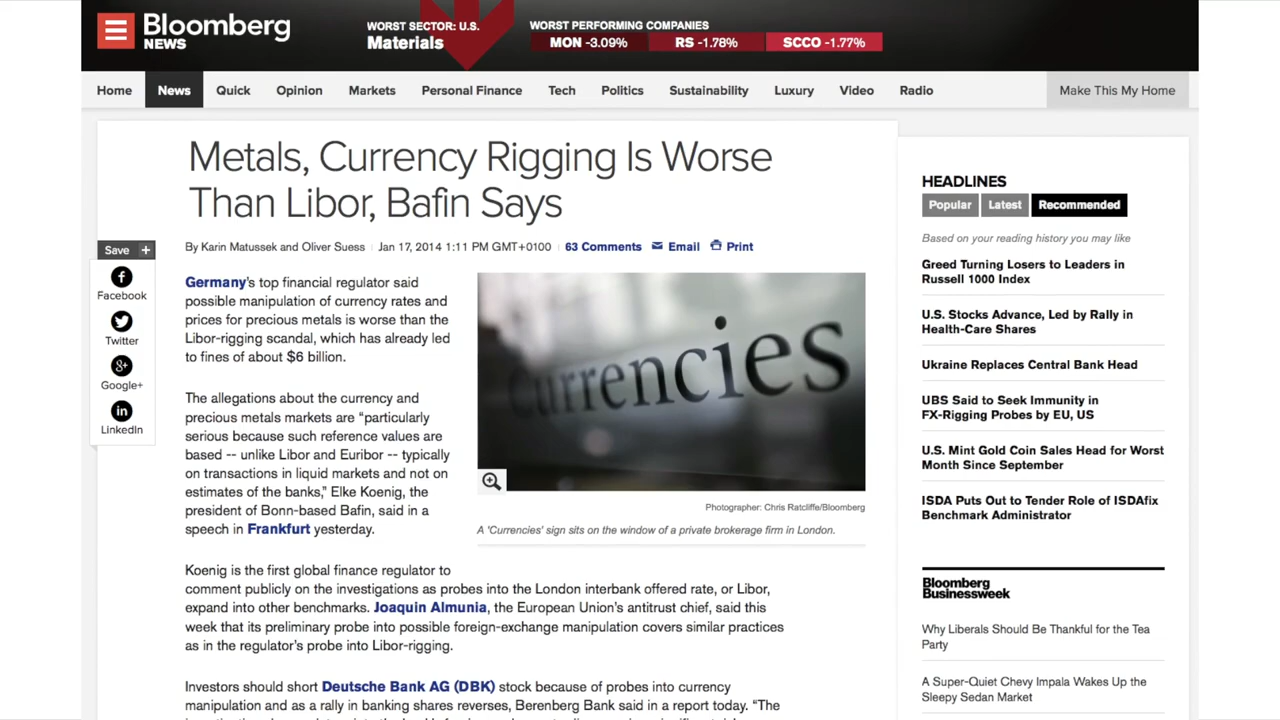 Bloomberg
NEWS
WORST SECTOR: U.S.
Materials
WORST PERFORMING COMPANIES
MON -3.09%
RS -1.78%
SCCO -1.77%
Home
News
Quick
Opinion
Markets
Personal Finance
Tech
Politics
Sustainability
Luxury
Video
Radio
Make This My Home
Metals, Currency Rigging Is Worse
Than Libor, Bafin Says
By Karin Matussek and Oliver Suess
Jan 17, 2014 1:11 PM GMT+0100
63 Comments
Email
Print
Save +
Facebook
Twitter
Google+
LinkedIn
Germany's top financial regulator said
possible manipulation of currency rates and
prices for precious metals is worse than the
Libor-rigging scandal, which has already led
to fines of about $6 billion.
The allegations about the currency and
precious metals markets are “particularly
serious because such reference values are
based -- unlike Libor and Euribor -- typically
on transactions in liquid markets and not on
estimates of the banks,” Elke Koenig, the
president of Bonn-based Bafin, said in a
speech in Frankfurt yesterday.
Currencies
Photographer: Chris Ratcliffe/Bloomberg
A 'Currencies' sign sits on the window of a private brokerage firm in London.
Koenig is the first global finance regulator to
comment publicly on the investigations as probes into the London interbank offered rate, or Libor,
expand into other benchmarks. Joaquin Almunia, the European Union's antitrust chief, said this
week that its preliminary probe into possible foreign-exchange manipulation covers similar practices
as in the regulator's probe into Libor-rigging.
Investors should short Deutsche Bank AG (DBK) stock because of probes into currency
manipulation and as a rally in banking shares reverses, Berenberg Bank said in a report today. “The
HEADLINES
Popular
Latest
Recommended
Based on your reading history you may like
Greed Turning Losers to Leaders in
Russell 1000 Index
U.S. Stocks Advance, Led by Rally in
Health-Care Shares
Ukraine Replaces Central Bank Head
UBS Said to Seek Immunity in
FX-Rigging Probes by EU, US
U.S. Mint Gold Coin Sales Head for Worst
Month Since September
ISDA Puts Out to Tender Role of ISDAfix
Benchmark Administrator
Bloomberg
Businessweek
Why Liberals Should Be Thankful for the Tea
Party
A Super-Quiet Chevy Impala Wakes Up the
Sleepy Sedan Market